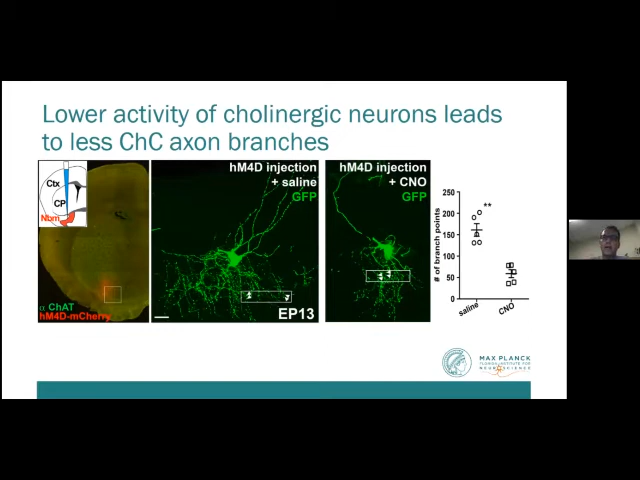 Lower activity of cholinergic neurons leads
to less ChC axon branches
Ctx
CP
Nbm
α ChAT
hM4D-mCherry
hM4D injection
+ saline
GFP
EP13
hM4D injection
+ CNO
GFP
# of branch points
250
200
150
100
50
0
**
saline
CNO
MAX PLANCK
FLORIDA INSTITUTE FOR
NEUROSCIENCE